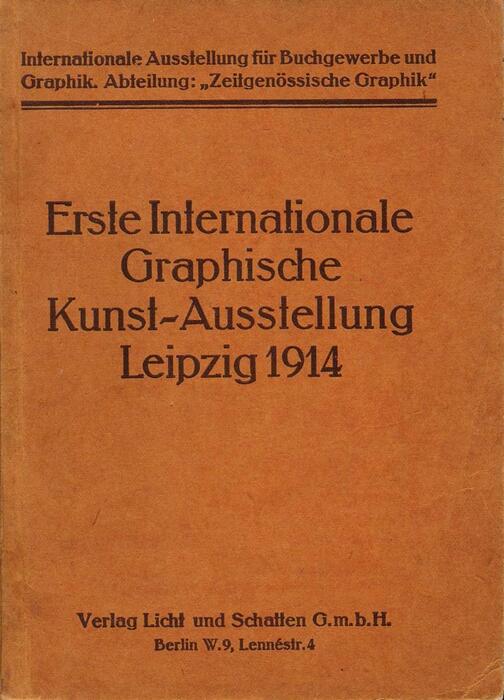 Internationale Ausstellung für Buchgewerbe und
Graphik. Abteilung: „Zeitgenössische Graphik“
Erste Internationale
Graphische
Kunst-Ausstellung
Leipzig 1914
Verlag Licht und Schatten G.m.b.H.
Berlin W.9, Lennéstr.4